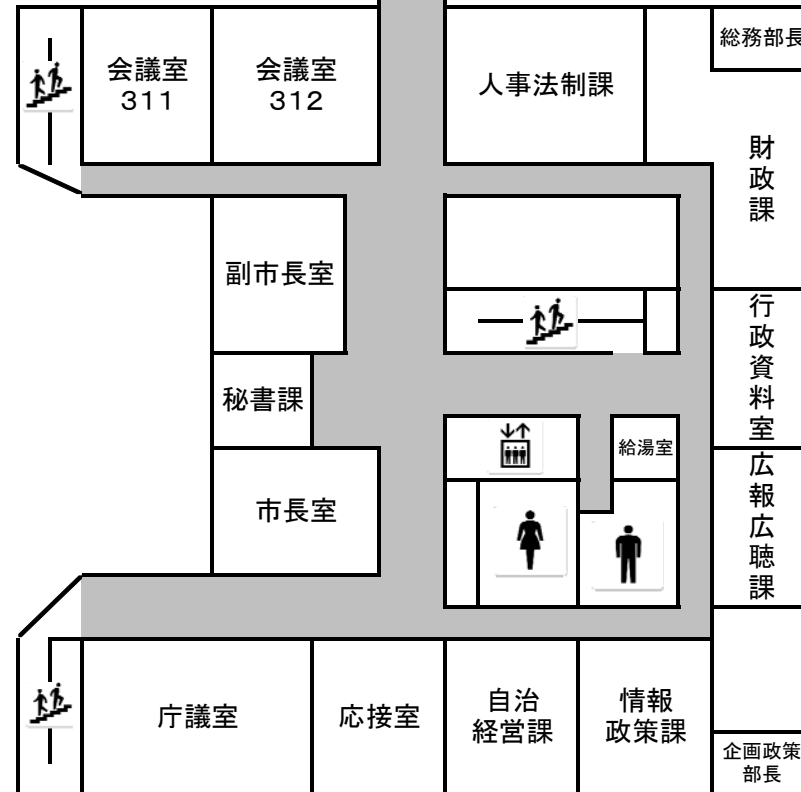 会議室
311
会議室
312
人事法制課
総務部長
財政課
副市長室
行政資料室
秘書課
給湯室
広報広聴課
市長室
庁議室
応接室
自治
経営課
情報
政策課
企画政策
部長